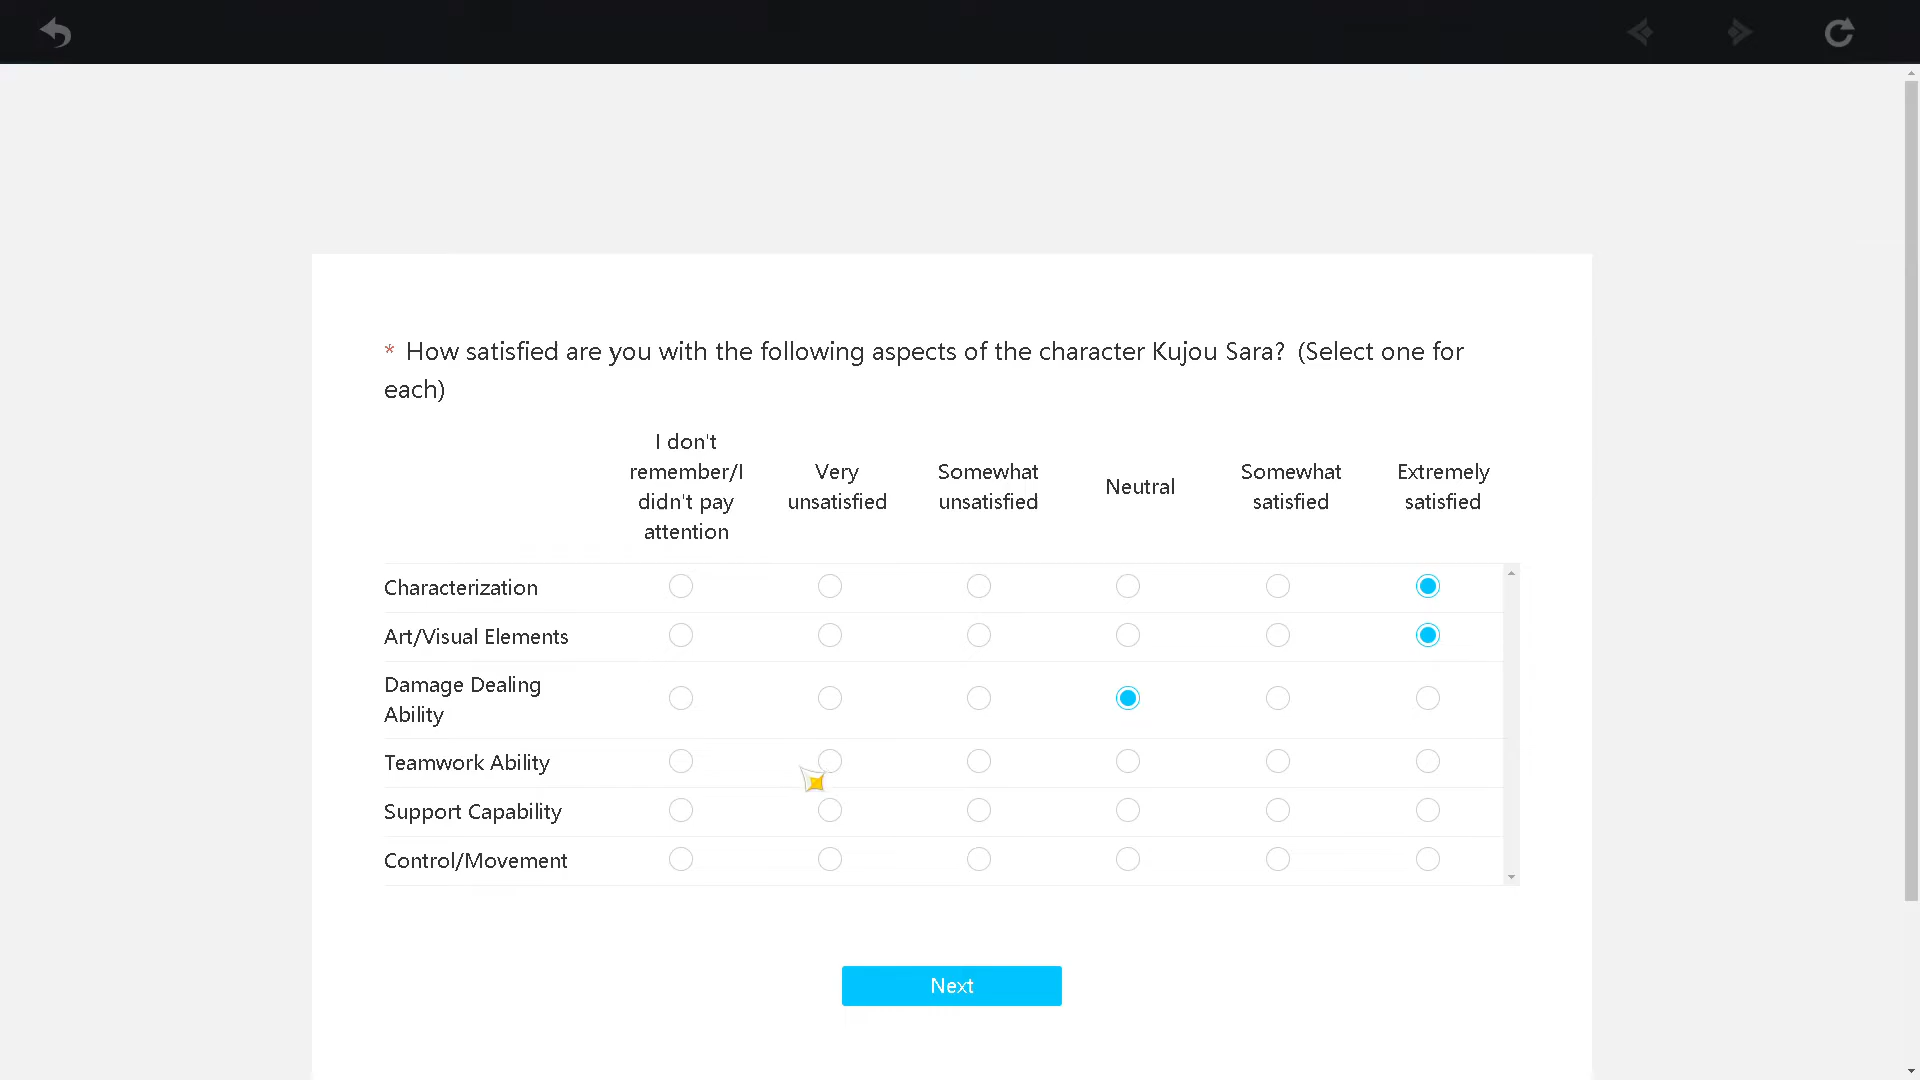 * How satisfied are you with the following aspects of the character Kujou Sara? (Select one for
each)
I don't
remember/I
didn't pay
attention
Very
unsatisfied
Somewhat
unsatisfied
Neutral
Somewhat
satisfied
Extremely
satisfied
Characterization
Art/Visual Elements
Damage Dealing
Ability
Teamwork Ability
Support Capability
Control/Movement
Next